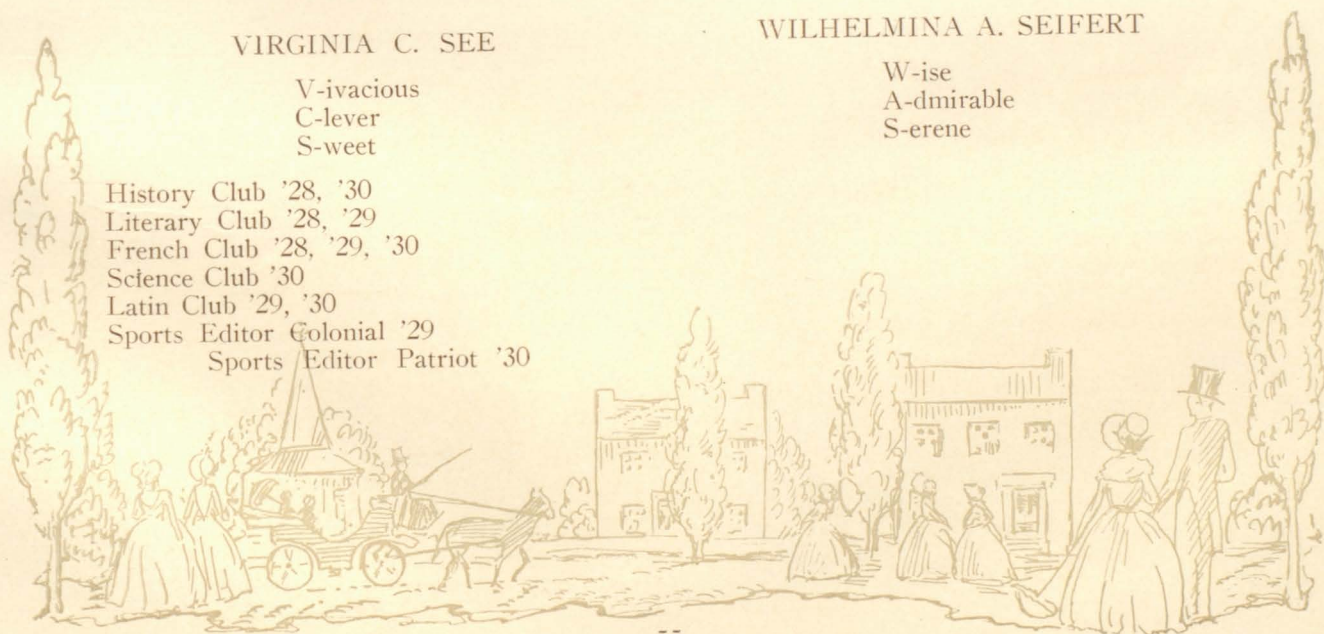 VIRGINIA C. SEE
V-ivacious
C-lever
S-weet
History Club '28, '30
Literary Club '28, '29
French Club '28, '29, '30
Science Club '30
Latin Club '29, '30
Sports Editor Colonial '29
Sports Editor Patriot '30
WILHELMINA A. SEIFERT
W-ise
A-dmirable
S-erene